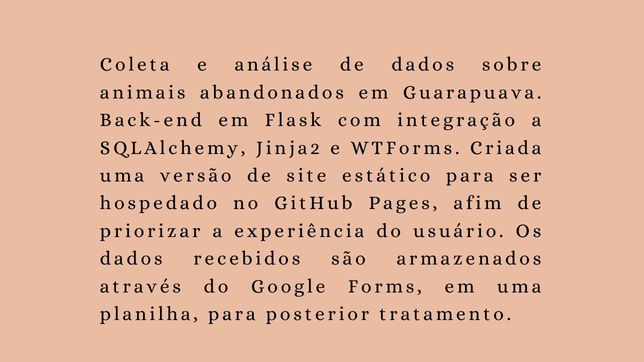 Coleta e análise de dados sobre
animais abandonados em Guarapuava.
Back-end em Flask com integração a
SQLAlchemy, Jinja2 e WTForms. Criada
uma versão de site estático para ser
hospedado no GitHub Pages, afim de
priorizar a experiência do usuário. Os
dados recebidos são armazenados
através do Google Forms, em uma
planilha, para posterior tratamento.